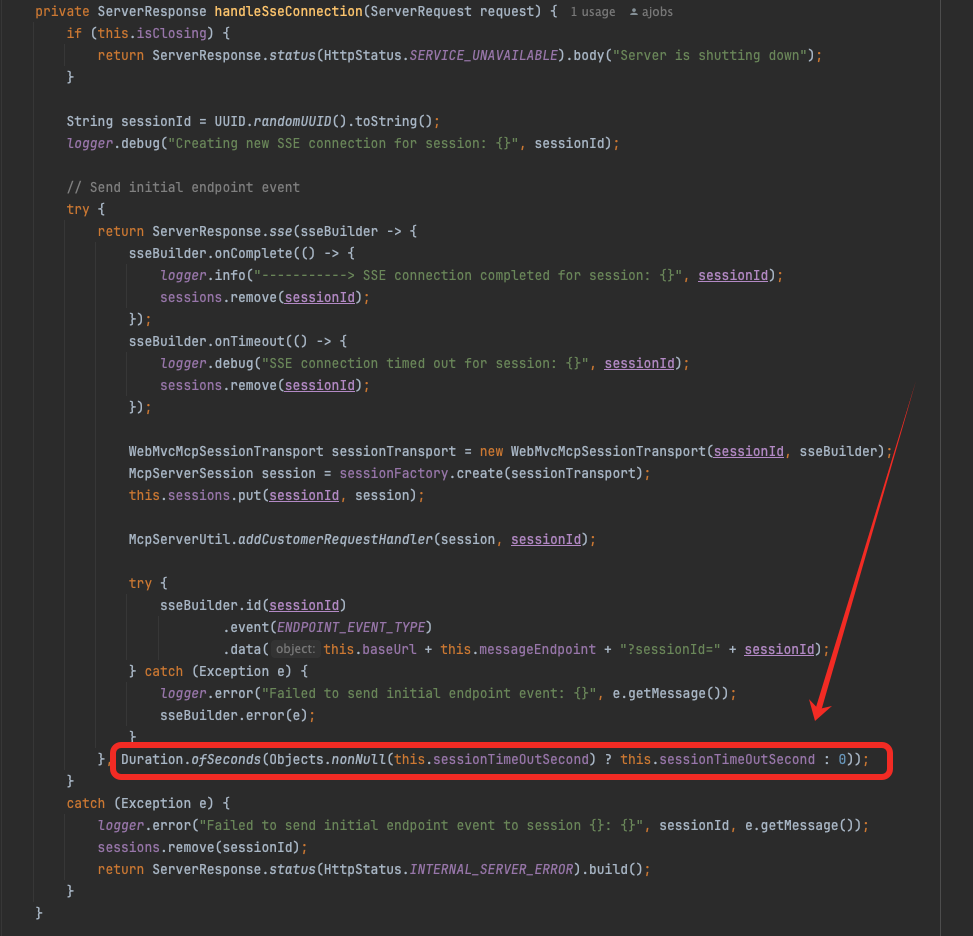 private ServerResponse handleSseConnection(ServerRequest request) { 1 usage ajobs
if (this.isClosing) {
return ServerResponse.status(HttpStatus.SERVICE_UNAVAILABLE).body("Server is shutting down");
}
String sessionId = UUID.randomUUID().toString();
logger.debug("Creating new SSE connection for session: {}", sessionId);
// Send initial endpoint event
try {
return ServerResponse.sse(sseBuilder -> {
sseBuilder.onComplete(() -> {
logger.info("-----------> SSE connection completed for session: {}", sessionId);
sessions.remove(sessionId);
});
sseBuilder.onTimeout(() -> {
logger.debug("SSE connection timed out for session: {}", sessionId);
sessions.remove(sessionId);
});
WebMvcMcpSessionTransport sessionTransport = new WebMvcMcpSessionTransport(sessionId, sseBuilder);
McpServerSession session = sessionFactory.create(sessionTransport);
this.sessions.put(sessionId, session);
McpServerUtil.addCustomerRequestHandler(session, sessionId);
try {
sseBuilder.id(sessionId)
.event(ENDPOINT_EVENT_TYPE)
.data( object: this.baseUrl + this.messageEndpoint + "?sessionId=" + sessionId);
} catch (Exception e) {
logger.error("Failed to send initial endpoint event: {}", e.getMessage());
sseBuilder.error(e);
}
}, Duration.ofSeconds(Objects.nonNull(this.sessionTimeOutSecond) ? this.sessionTimeOutSecond : 0));
}
catch (Exception e) {
logger.error("Failed to send initial endpoint event to session {}: {}", sessionId, e.getMessage());
sessions.remove(sessionId);
return ServerResponse.status(HttpStatus.INTERNAL_SERVER_ERROR).build();
}
}